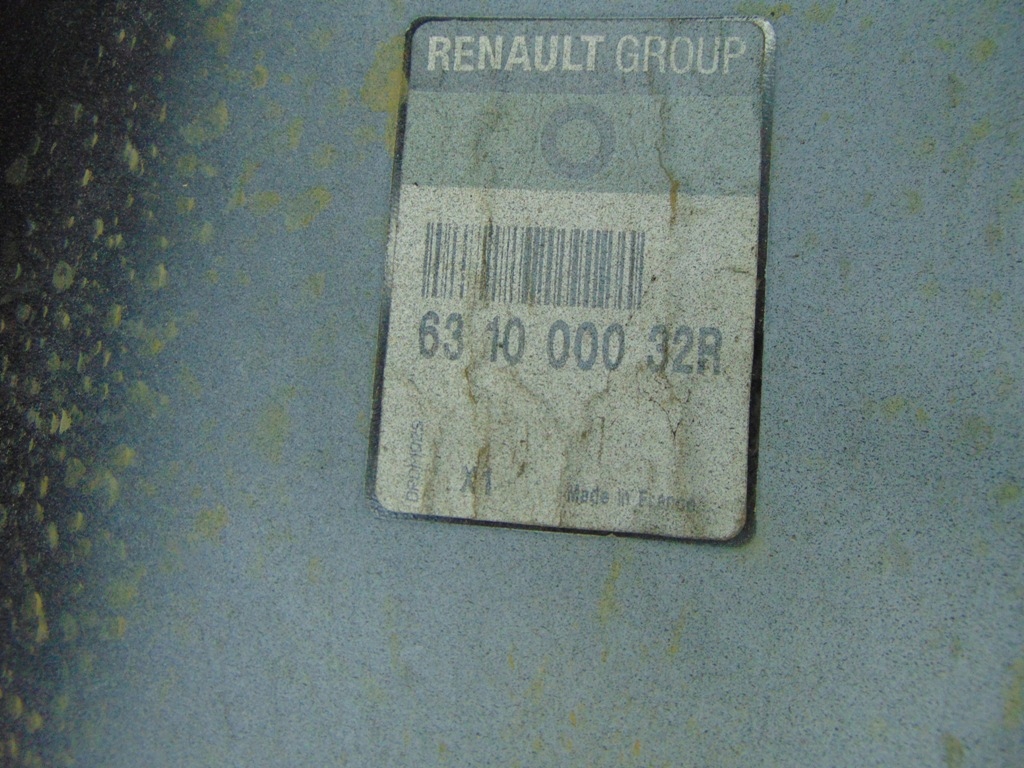 RENAULT GROUP
63 10 000 32R
X1
Made in France